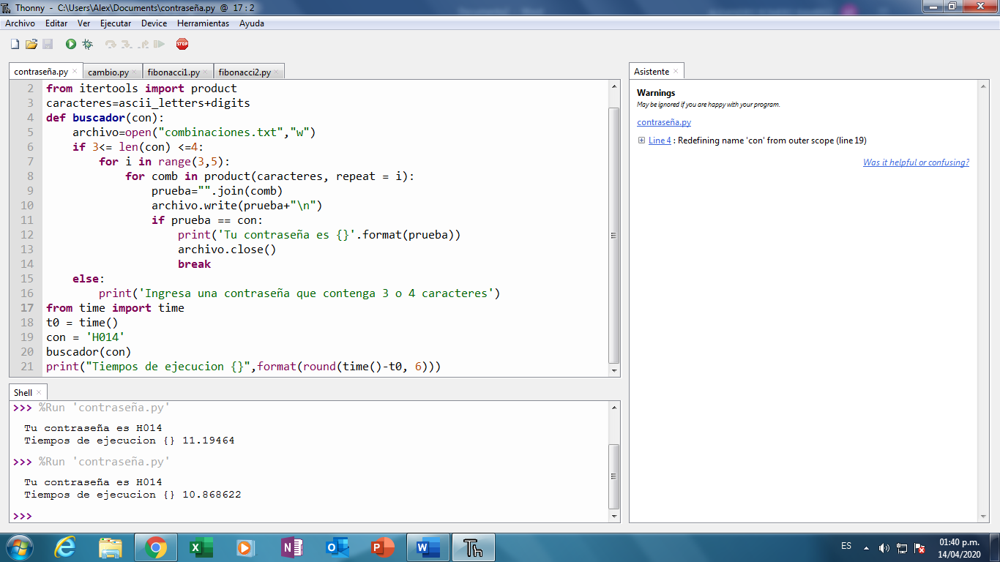 Thonny - C:\Users\Alex\Documents\contraseña.py @ 17 : 2
Archivo Editar Ver Ejecutar Device Herramientas Ayuda
STOP
contraseña.py × cambio.py × fibonacci1.py × fibonacci2.py ×
2 from itertools import product
3 caracteres=ascii_letters+digits
4 def buscador(con):
5     archivo=open("combinaciones.txt","w")
6     if 3<= len(con) <=4:
7         for i in range(3,5):
8             for comb in product(caracteres, repeat = i):
9                 prueba="".join(comb)
10                 archivo.write(prueba+"\n")
11                 if prueba == con:
12                     print('Tu contraseña es {}'.format(prueba))
13                     archivo.close()
14                     break
15     else:
16         print('Ingresa una contraseña que contenga 3 o 4 caracteres')
17 from time import time
18 t0 = time()
19 con = 'H014'
20 buscador(con)
21 print("Tiempos de ejecucion {}",format(round(time()-t0, 6)))
Shell ×
>>> %Run 'contraseña.py'
Tu contraseña es H014
Tiempos de ejecucion {} 11.19464
>>> %Run 'contraseña.py'
Tu contraseña es H014
Tiempos de ejecucion {} 10.868622
>>>
Asistente ×
Warnings
May be ignored if you are happy with your program.
contraseña.py
Line 4 : Redefining name 'con' from outer scope (line 19)
Was it helpful or confusing?
ES
01:40 p.m.
14/04/2020